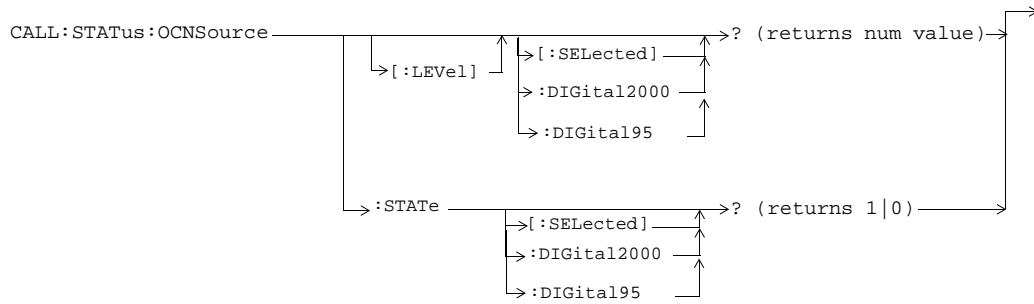 CALL:STATus:OCNSource ? (returns num value)
[:SELected]
[:LEVel]
:DIGital2000
:DIGital95
:STATe ? (returns 1|0)
[:SELected]
:DIGital2000
:DIGital95